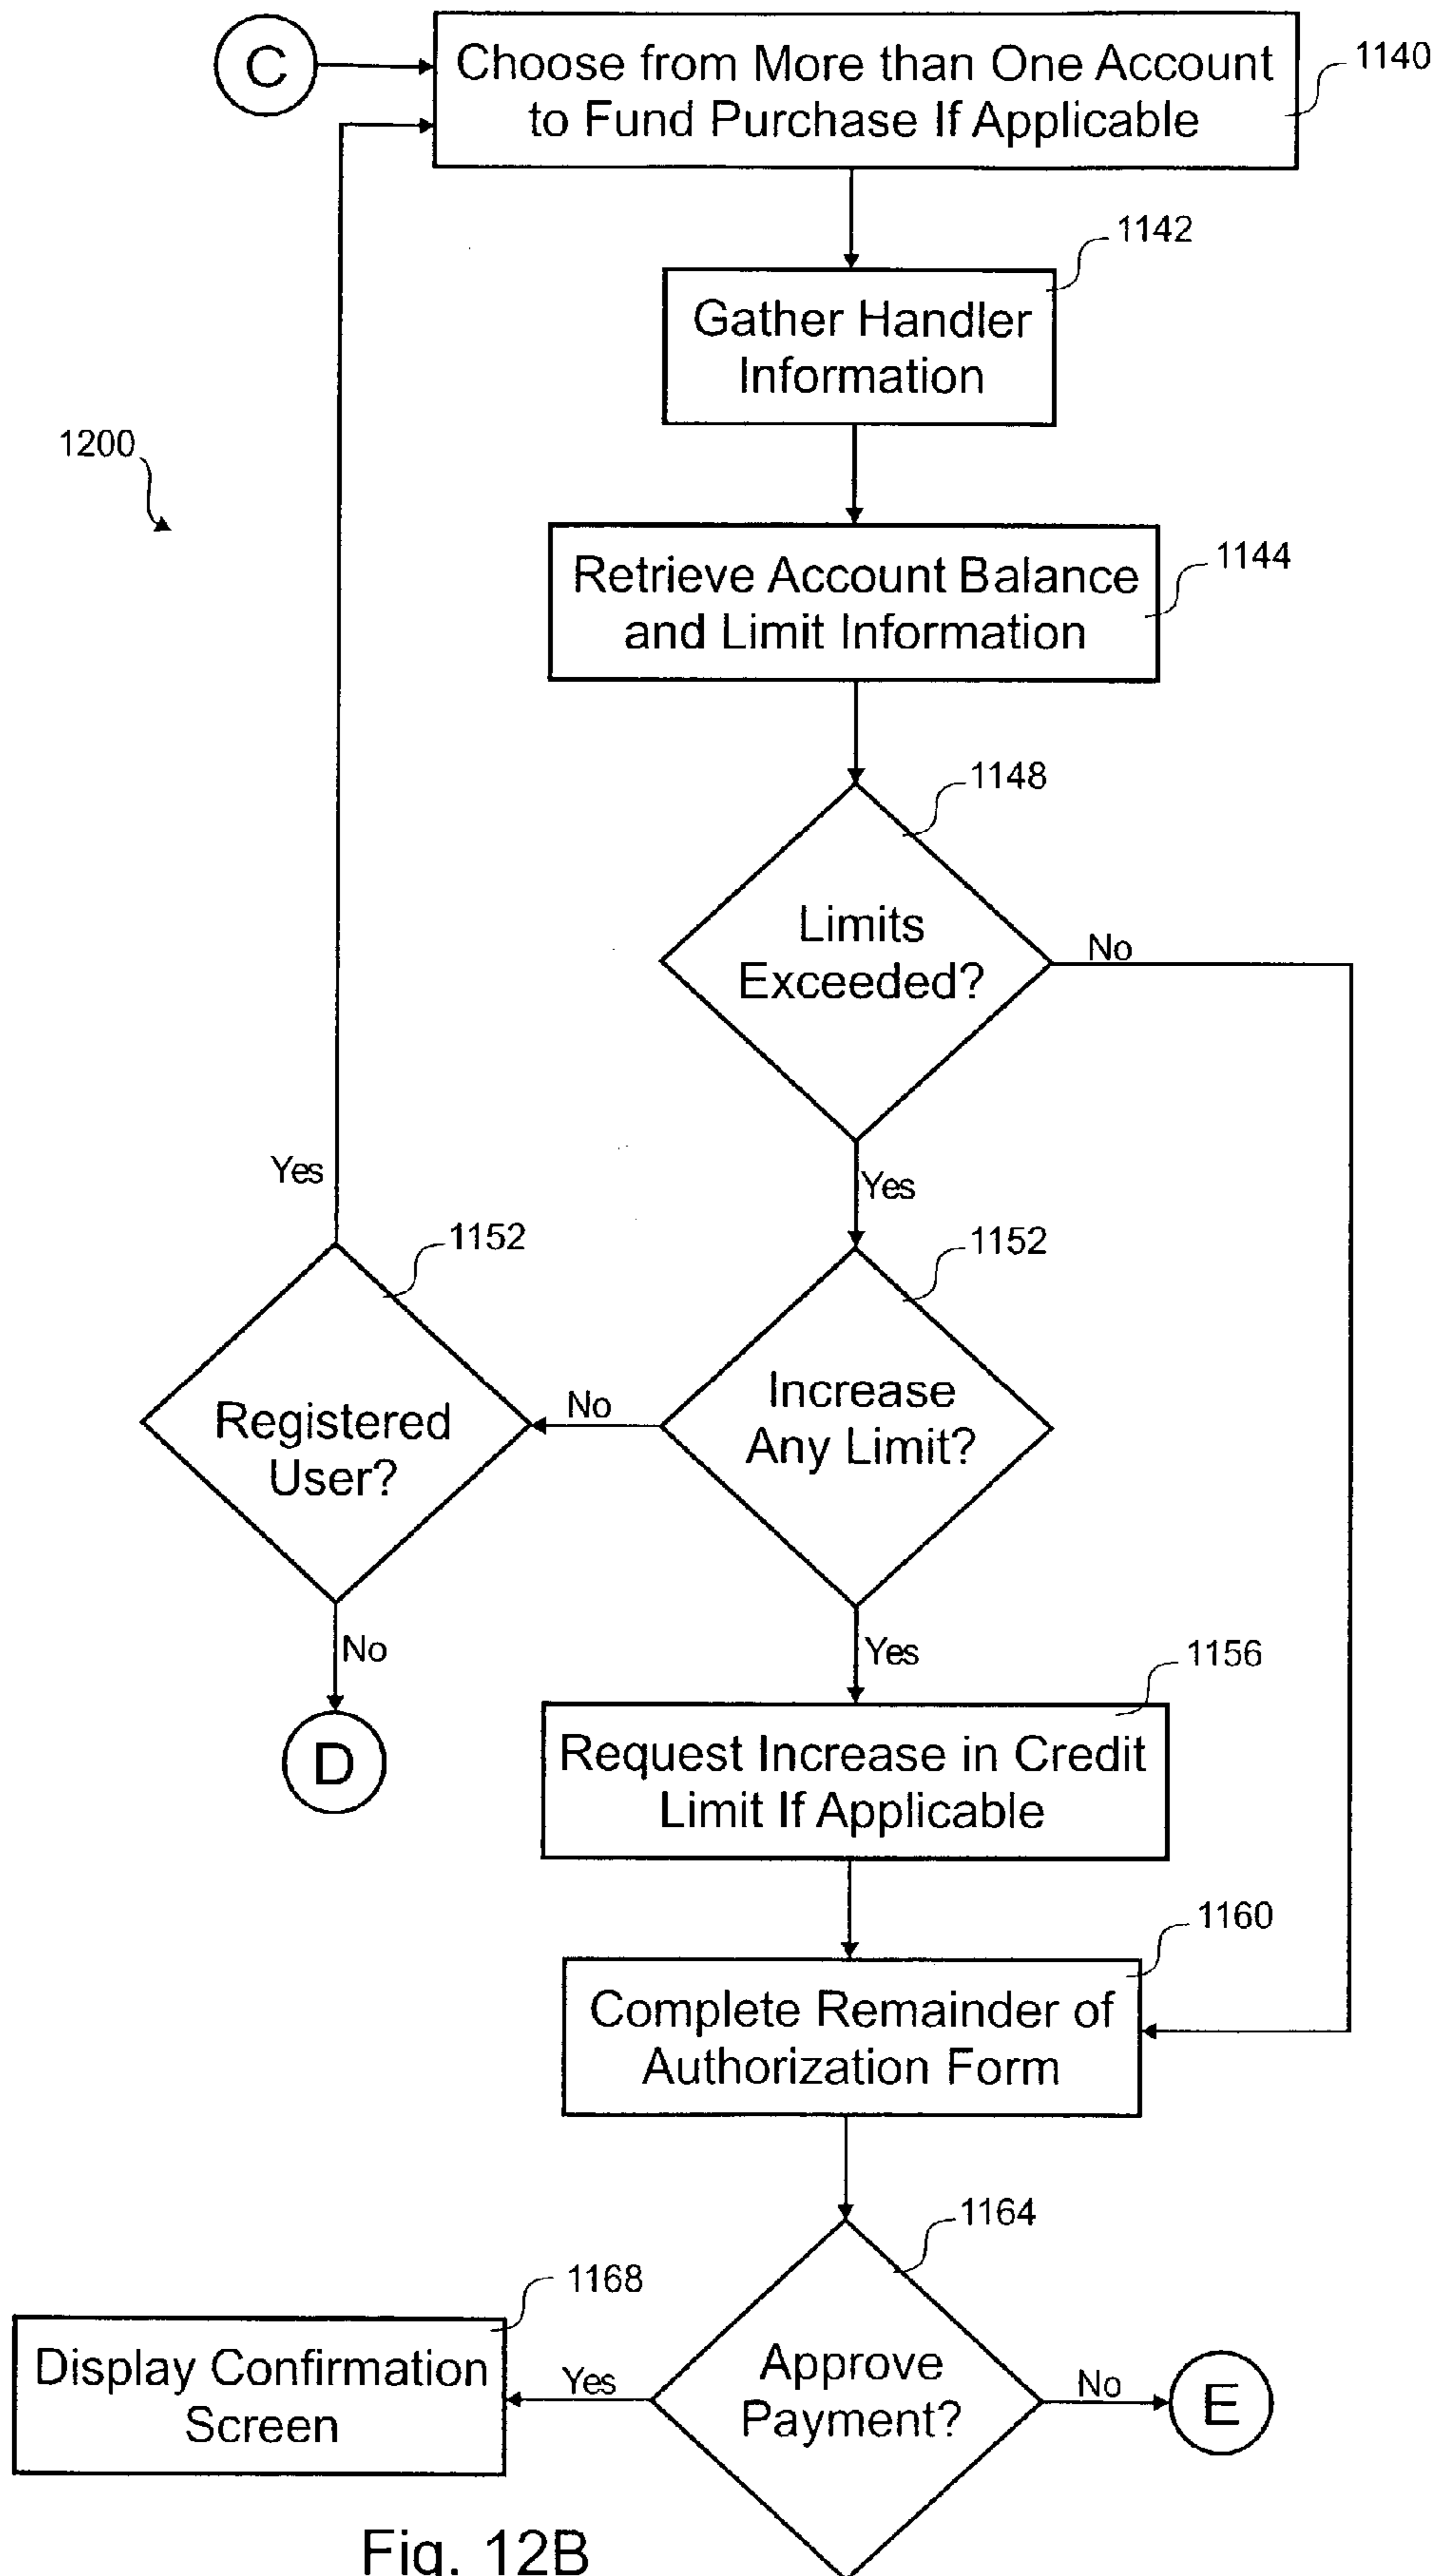 C
Choose from More than One Account
to Fund Purchase If Applicable
1140
1142
Gather Handler
Information
1200
1144
Retrieve Account Balance
and Limit Information
1148
Limits
Exceeded?
No
Yes
Yes
1152
1152
Registered
User?
No
Increase
Any Limit?
No
Yes
D
1156
Request Increase in Credit
Limit If Applicable
1160
Complete Remainder of
Authorization Form
1164
1168
Display Confirmation
Screen
Yes
Approve
Payment?
No
E
Fig. 12B